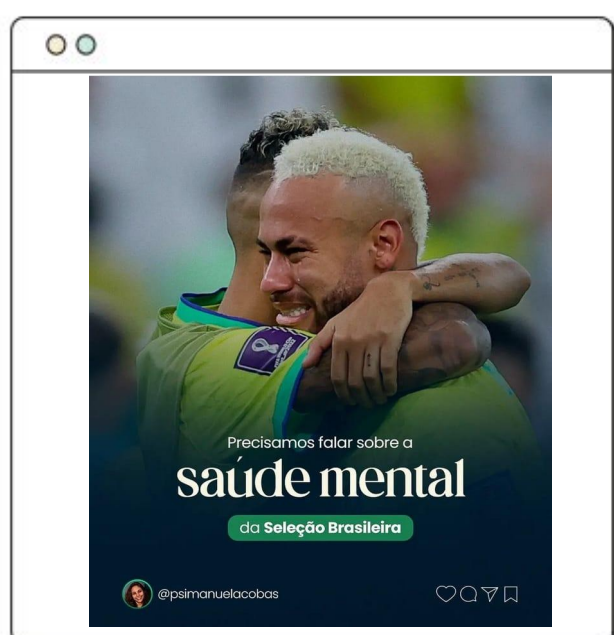 Precisamos falar sobre a
saúde mental
da Seleção Brasileira
@psimanuelacobas